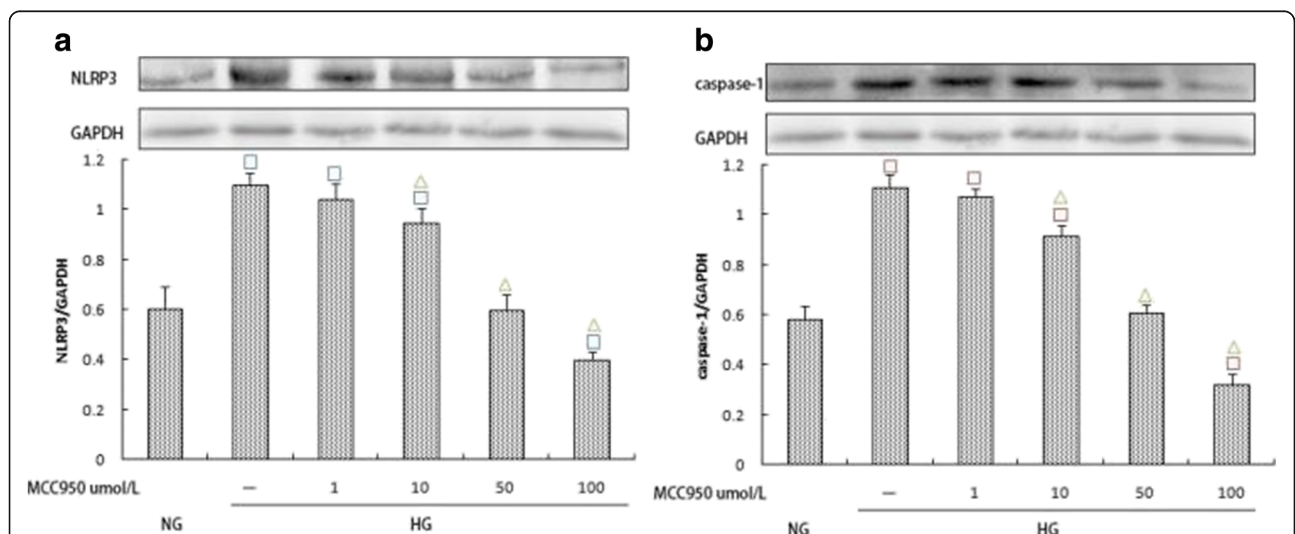 a
NLRP3
GAPDH
1.2
1
0.8
0.6
0.4
0.2
0
NLRP3/GAPDH
MCC950 umol/L — 1 10 50 100
NG HG
b
caspase-1
GAPDH
1.2
1
0.8
0.6
0.4
0.2
0
caspase-1/GAPDH
MCC950 umol/L — 1 10 50 100
NG HG